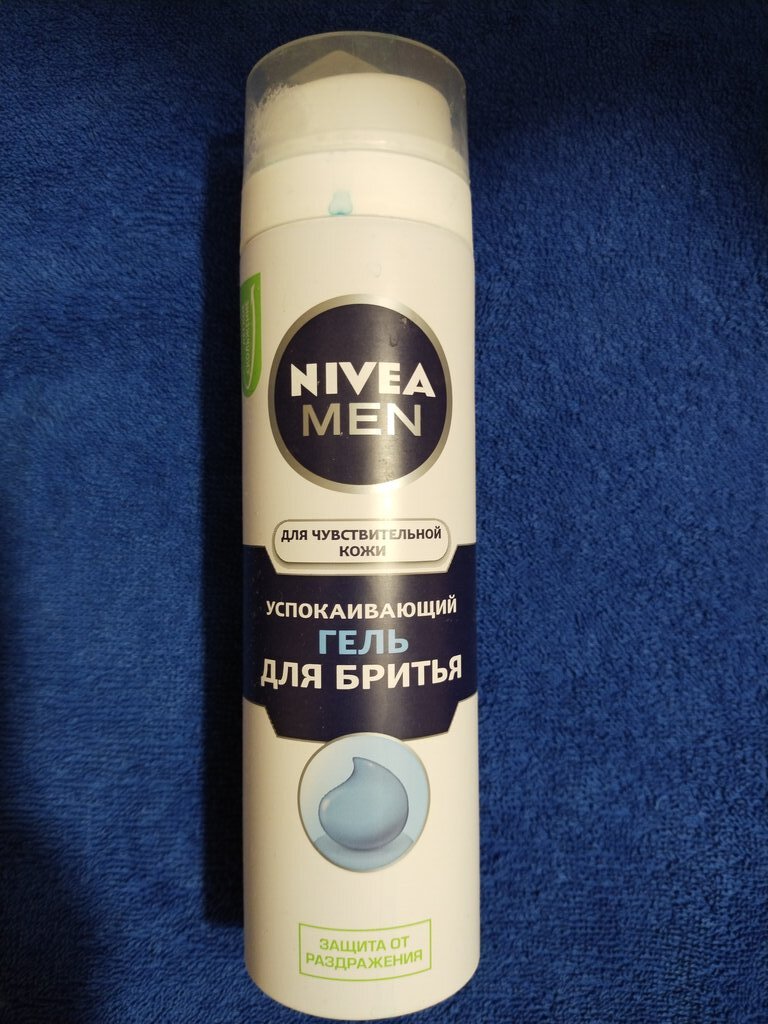 NIVEA
MEN
ДЛЯ ЧУВСТВИТЕЛЬНОЙ
КОЖИ
УСПОКАИВАЮЩИЙ
ГЕЛЬ
ДЛЯ БРИТЬЯ
ЗАЩИТА ОТ
РАЗДРАЖЕНИЯ